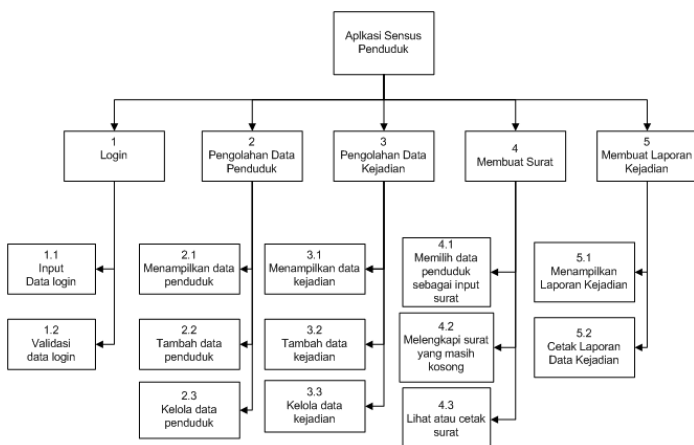 Aplkasi Sensus
Penduduk
1
Login
2
Pengolahan Data
Penduduk
3
Pengolahan Data
Kejadian
4
Membuat Surat
5
Membuat Laporan
Kejadian
1.1
Input
Data login
1.2
Validasi
data login
2.1
Menampilkan data
penduduk
2.2
Tambah data
penduduk
2.3
Kelola data
penduduk
3.1
Menampilkan data
kejadian
3.2
Tambah data
kejadian
3.3
Kelola data
kejadian
4.1
Memilih data
penduduk
sebagai input
surat
4.2
Melengkapi surat
yang masih
kosong
4.3
Lihat atau cetak
surat
5.1
Menampilkan
Laporan Kejadian
5.2
Cetak Laporan
Data Kejadian